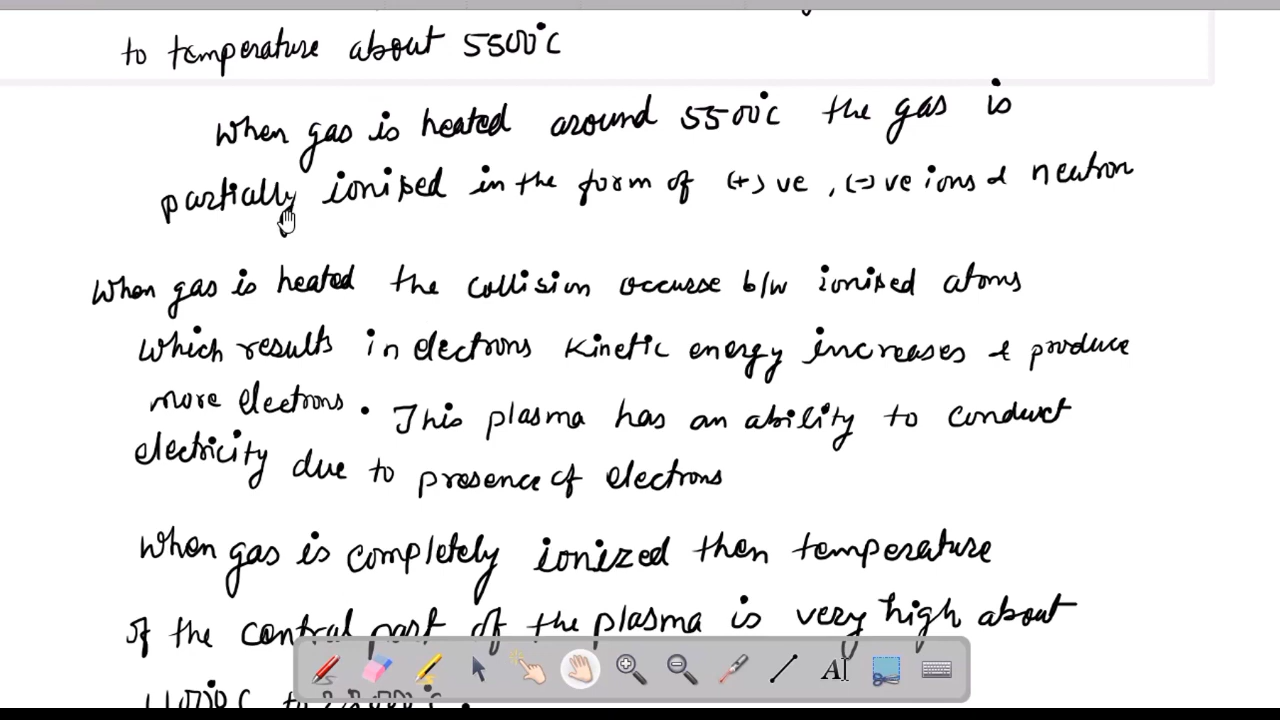 to temperature about 5500°C
When gas is heated around 5500°C the gas is
partially ionised in the form of (+)ve, (-)ve ions & neutron
When gas is heated the collision occurse b/w ionised atoms
Which results in electrons Kinetic energy increases & produce
more electrons. This plasma has an ability to conduct
electricity due to presence of electrons
When gas is completely ionized then temperature
of the central part of the plasma is very high about
to
A